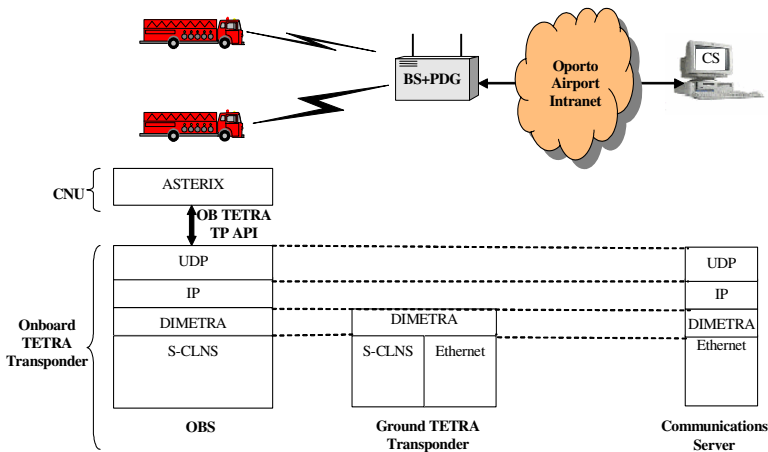 CS
BS+PDG
Oporto
Airport
Intranet
CNU
ASTERIX
OB TETRA
TP API
UDP
IP
DIMETRA
S-CLNS
Onboard
TETRA
Transponder
OBS
DIMETRA
S-CLNS
Ethernet
Ground TETRA
Transponder
UDP
IP
DIMETRA
Ethernet
Communications
Server